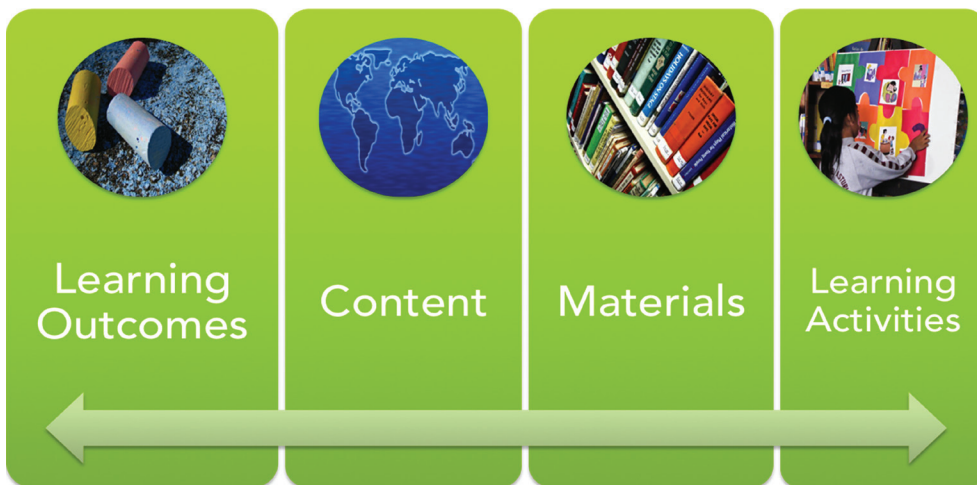 Learning
Outcomes
Content
Materials
Learning
Activities